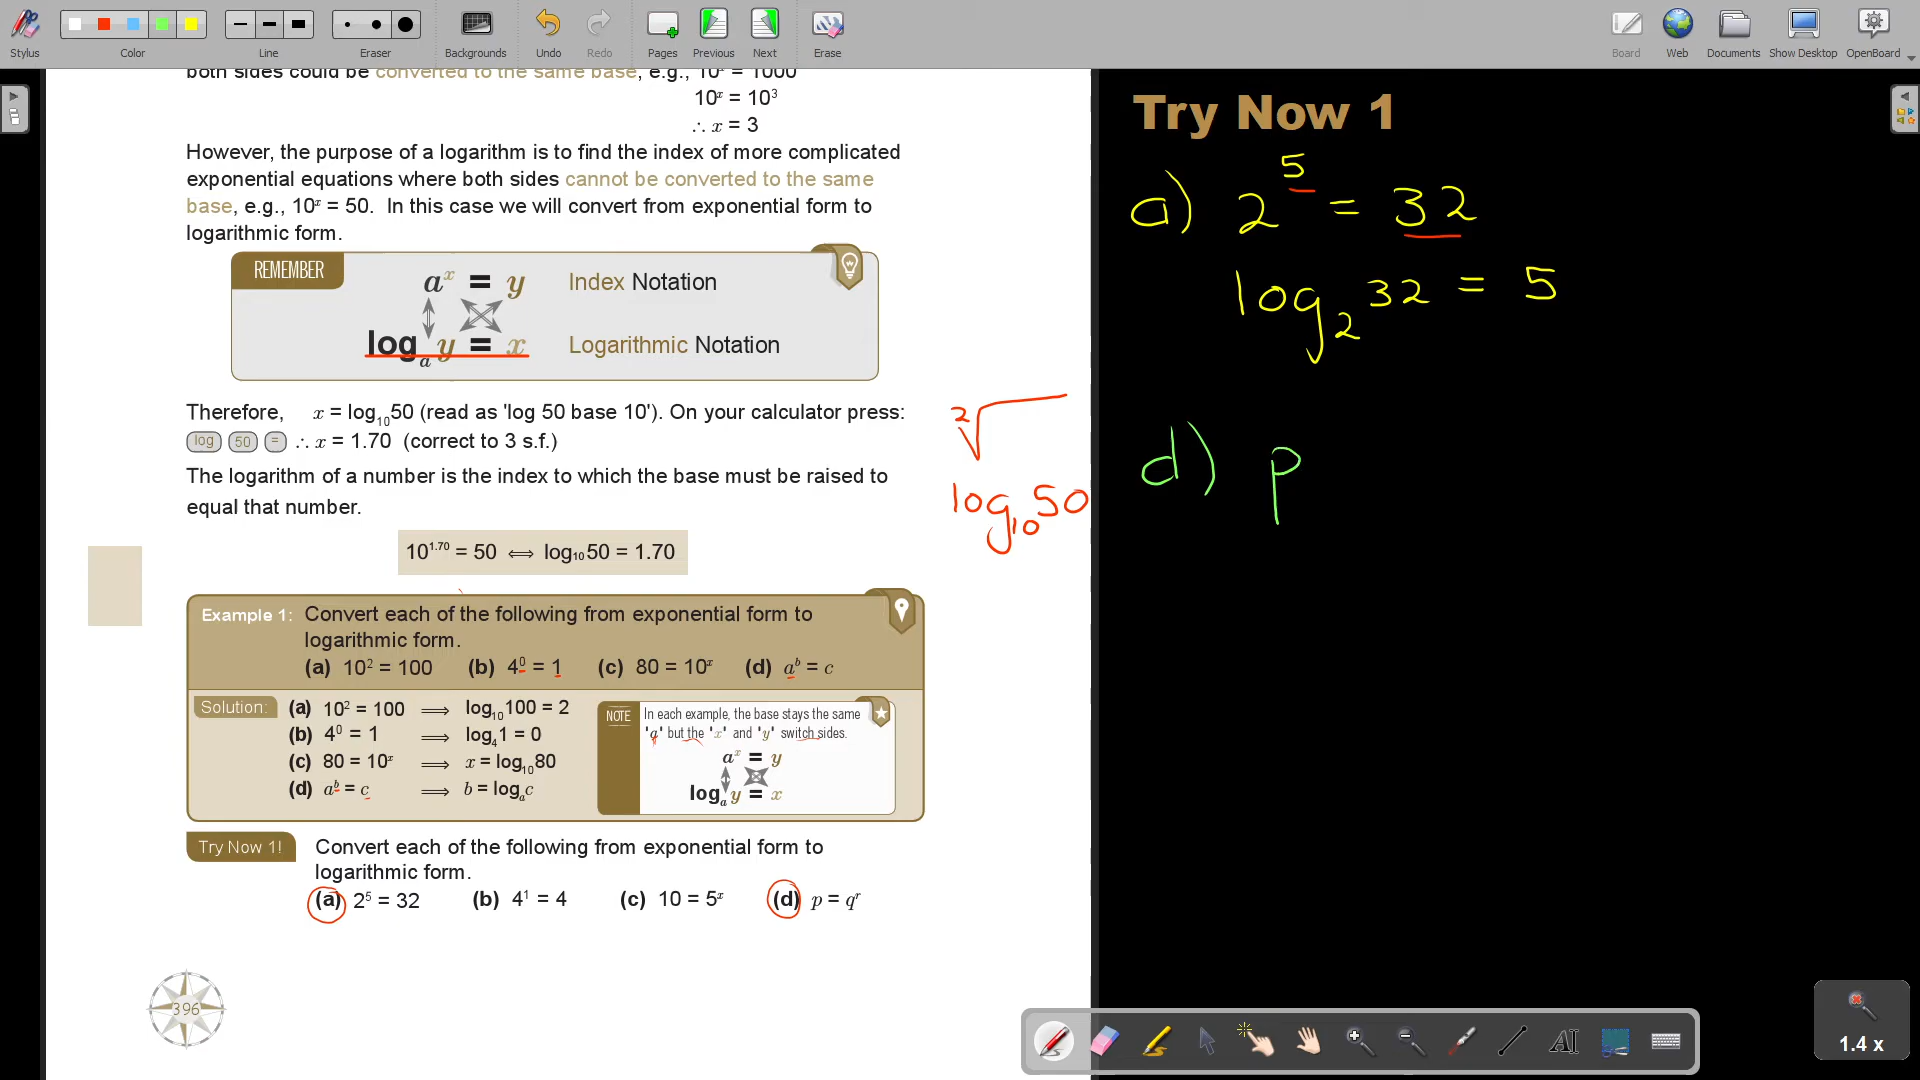 Stylus Color Line Eraser Backgrounds Undo Redo Pages Previous Next Erase Board Web Documents Show Desktop OpenBoard
both sides could be converted to the same base, e.g., 10ˣ = 1000
10ˣ = 10³
∴ x = 3
However, the purpose of a logarithm is to find the index of more complicated
exponential equations where both sides cannot be converted to the same
base, e.g., 10ˣ = 50. In this case we will convert from exponential form to
logarithmic form.
REMEMBER
aˣ = y Index Notation
logₐ y = x Logarithmic Notation
Therefore, x = log₁₀50 (read as 'log 50 base 10'). On your calculator press:
log 50 = ∴ x = 1.70 (correct to 3 s.f.)
The logarithm of a number is the index to which the base must be raised to
equal that number.
10¹·⁷⁰ = 50 ⟺ log₁₀50 = 1.70
²√
log₁₀50
Example 1: Convert each of the following from exponential form to
logarithmic form.
(a) 10² = 100 (b) 4⁰ = 1 (c) 80 = 10ˣ (d) aᵇ = c
Solution:
(a) 10² = 100 ⟹ log₁₀100 = 2
(b) 4⁰ = 1 ⟹ log₄1 = 0
(c) 80 = 10ˣ ⟹ x = log₁₀80
(d) aᵇ = c ⟹ b = logₐc
NOTE
In each example, the base stays the same
'a' but the 'x' and 'y' switch sides.
aˣ = y
logₐ y = x
Try Now 1!
Convert each of the following from exponential form to
logarithmic form.
(a) 2⁵ = 32 (b) 4¹ = 4 (c) 10 = 5ˣ (d) p = qʳ
396
Try Now 1
a) 2⁵ = 32
log₂ 32 = 5
d) p
AI
1.4 x